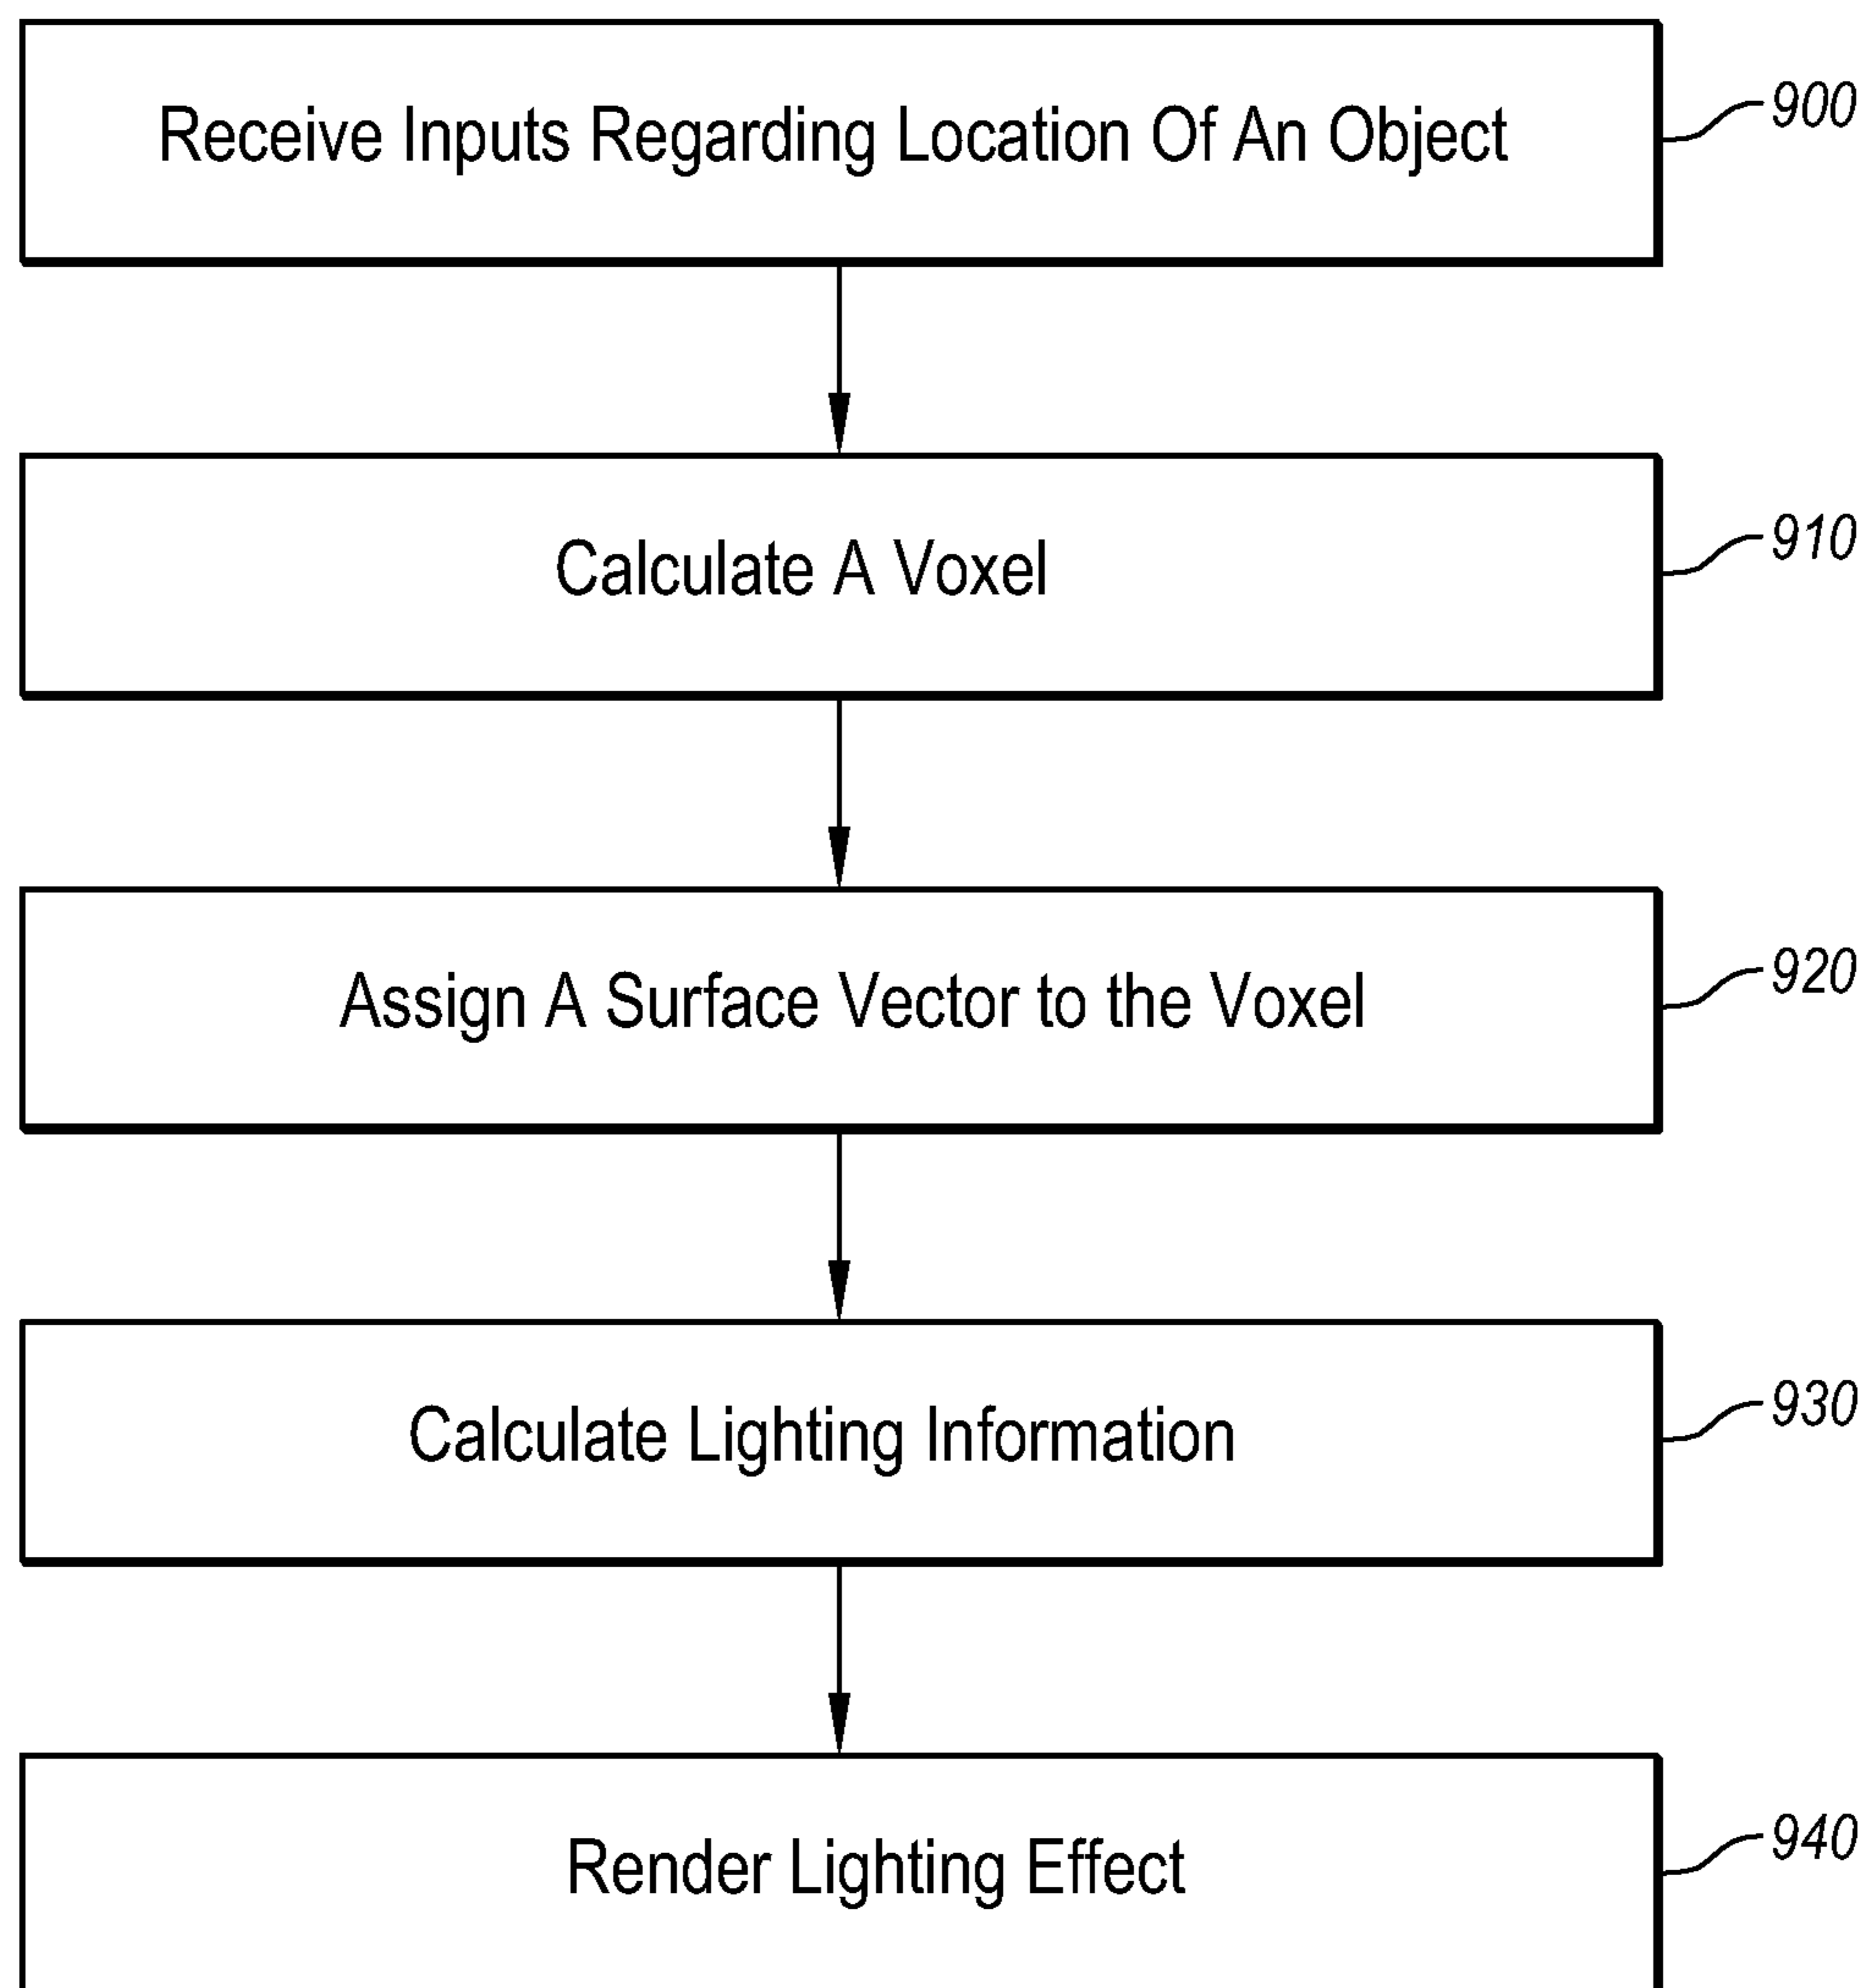 Receive Inputs Regarding Location Of An Object
900
Calculate A Voxel
910
Assign A Surface Vector to the Voxel
920
Calculate Lighting Information
930
Render Lighting Effect
940